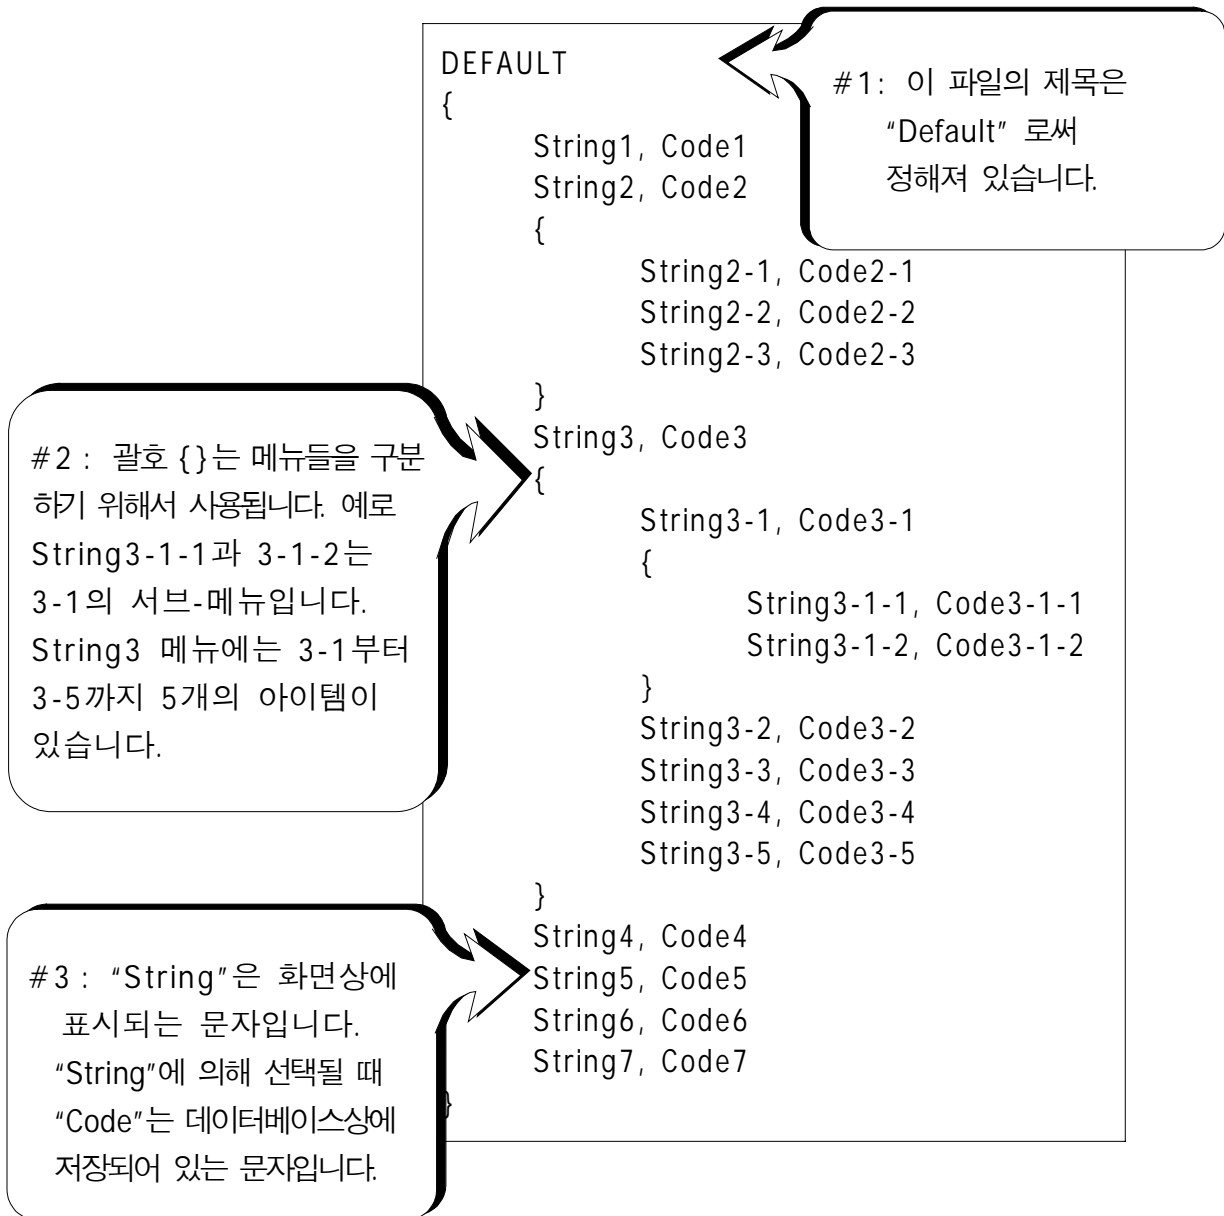 DEFAULT
{
String1, Code1
String2, Code2
{
String2-1, Code2-1
String2-2, Code2-2
String2-3, Code2-3
}
String3, Code3
{
String3-1, Code3-1
{
String3-1-1, Code3-1-1
String3-1-2, Code3-1-2
}
String3-2, Code3-2
String3-3, Code3-3
String3-4, Code3-4
String3-5, Code3-5
}
String4, Code4
String5, Code5
String6, Code6
String7, Code7
}
#1: 이 파일의 제목은
“Default” 로써
정해져 있습니다.
#2 : 괄호 {}는 메뉴들을 구분
하기 위해서 사용됩니다. 예로
String3-1-1과 3-1-2는
3-1의 서브-메뉴입니다.
String3 메뉴에는 3-1부터
3-5까지 5개의 아이템이
있습니다.
#3 : “String”은 화면상에
표시되는 문자입니다.
“String”에 의해 선택될 때
“Code”는 데이터베이스상에
저장되어 있는 문자입니다.